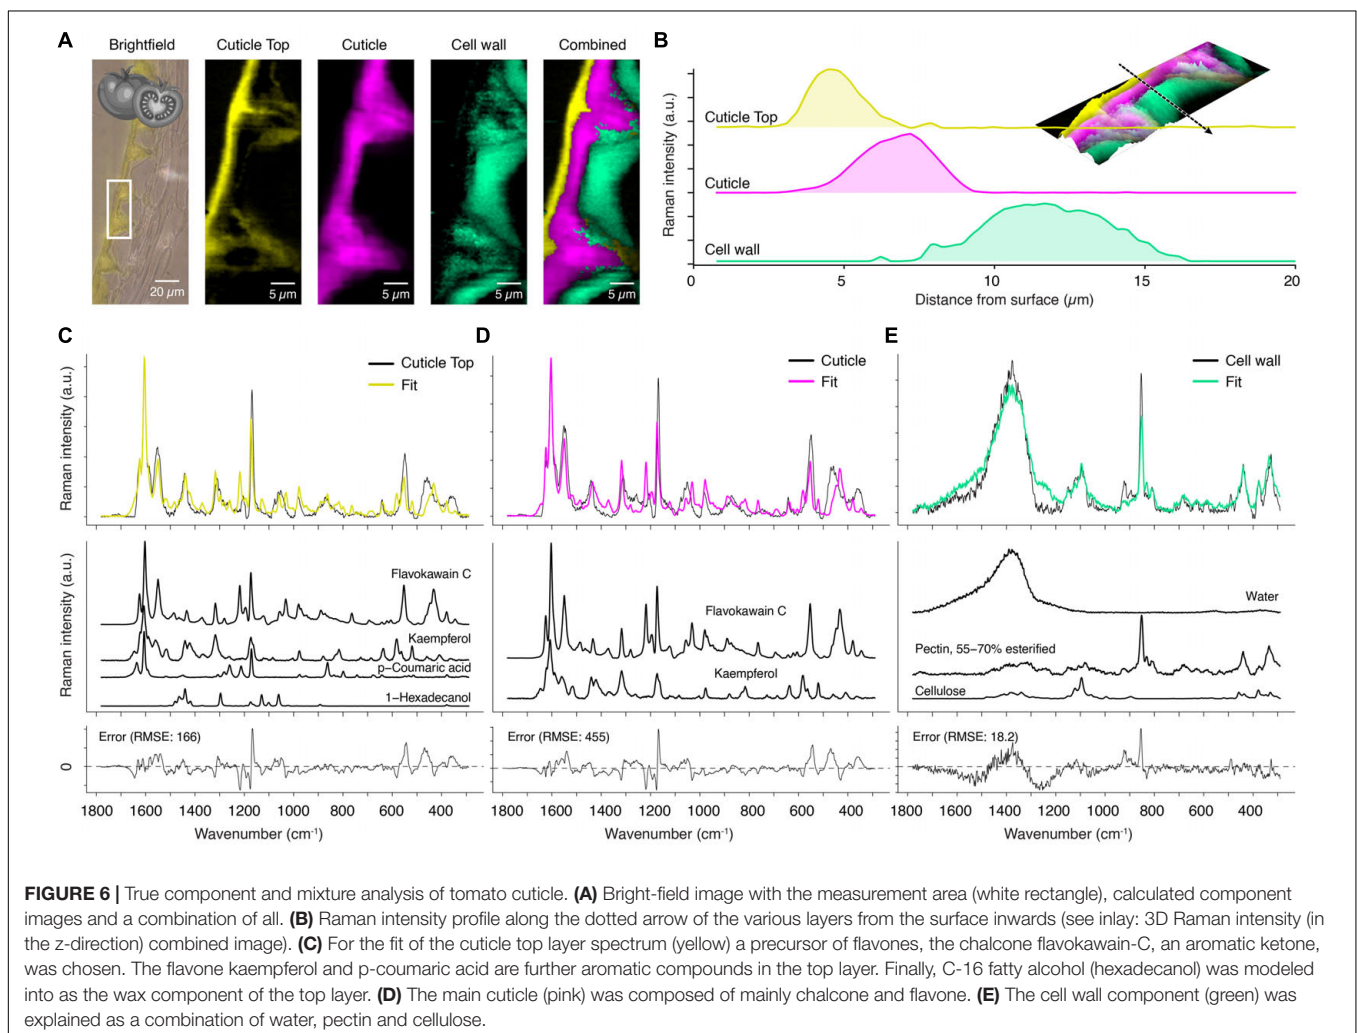 A
Brightfield
Cuticle Top
Cuticle
Cell wall
Combined
20 µm
5 µm
5 µm
5 µm
5 µm
B
Raman intensity (a.u.)
Cuticle Top
Cuticle
Cell wall
0 5 10 15 20
Distance from surface (µm)
C
Raman intensity (a.u.)
Cuticle Top
Fit
Raman intensity (a.u.)
Flavokawain C
Kaempferol
p-Coumaric acid
1-Hexadecanol
Error (RMSE: 166)
0
1800 1600 1400 1200 1000 800 600 400
Wavenumber (cm-1)
D
Cuticle
Fit
Flavokawain C
Kaempferol
Error (RMSE: 455)
1800 1600 1400 1200 1000 800 600 400
Wavenumber (cm-1)
E
Cell wall
Fit
Water
Pectin, 55-70% esterified
Cellulose
Error (RMSE: 18.2)
1800 1600 1400 1200 1000 800 600 400
Wavenumber (cm-1)
FIGURE 6 | True component and mixture analysis of tomato cuticle. (A) Bright-field image with the measurement area (white rectangle), calculated component
images and a combination of all. (B) Raman intensity profile along the dotted arrow of the various layers from the surface inwards (see inlay: 3D Raman intensity (in
the z-direction) combined image). (C) For the fit of the cuticle top layer spectrum (yellow) a precursor of flavones, the chalcone flavokawain-C, an aromatic ketone,
was chosen. The flavone kaempferol and p-coumaric acid are further aromatic compounds in the top layer. Finally, C-16 fatty alcohol (hexadecanol) was modeled
into as the wax component of the top layer. (D) The main cuticle (pink) was composed of mainly chalcone and flavone. (E) The cell wall component (green) was
explained as a combination of water, pectin and cellulose.